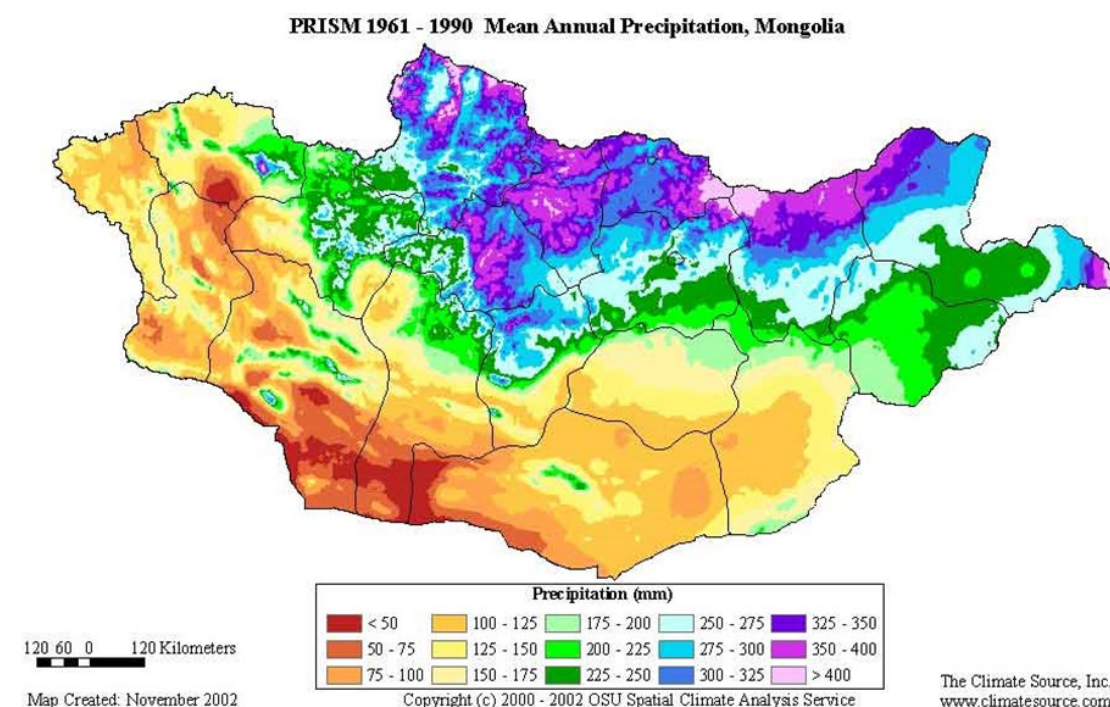 PRISM 1961 - 1990 Mean Annual Precipitation, Mongolia
Precipitation (mm)
< 50 100 - 125 175 - 200 250 - 275 325 - 350
50 - 75 125 - 150 200 - 225 275 - 300 350 - 400
75 - 100 150 - 175 225 - 250 300 - 325 > 400
120 60 0 120 Kilometers
Map Created: November 2002
Copyright (c) 2000 - 2002 OSU Spatial Climate Analysis Service
The Climate Source, Inc.
www.climatesource.com